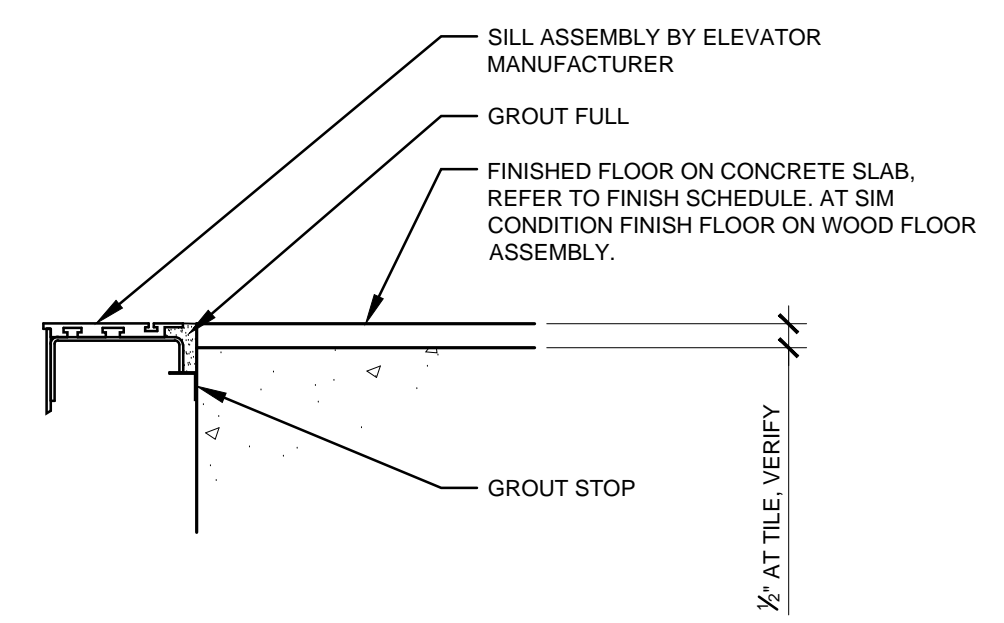 SILL ASSEMBLY BY ELEVATOR
MANUFACTURER
GROUT FULL
FINISHED FLOOR ON CONCRETE SLAB,
REFER TO FINISH SCHEDULE. AT SIM
CONDITION FINISH FLOOR ON WOOD FLOOR
ASSEMBLY.
GROUT STOP
½" AT TILE, VERIFY